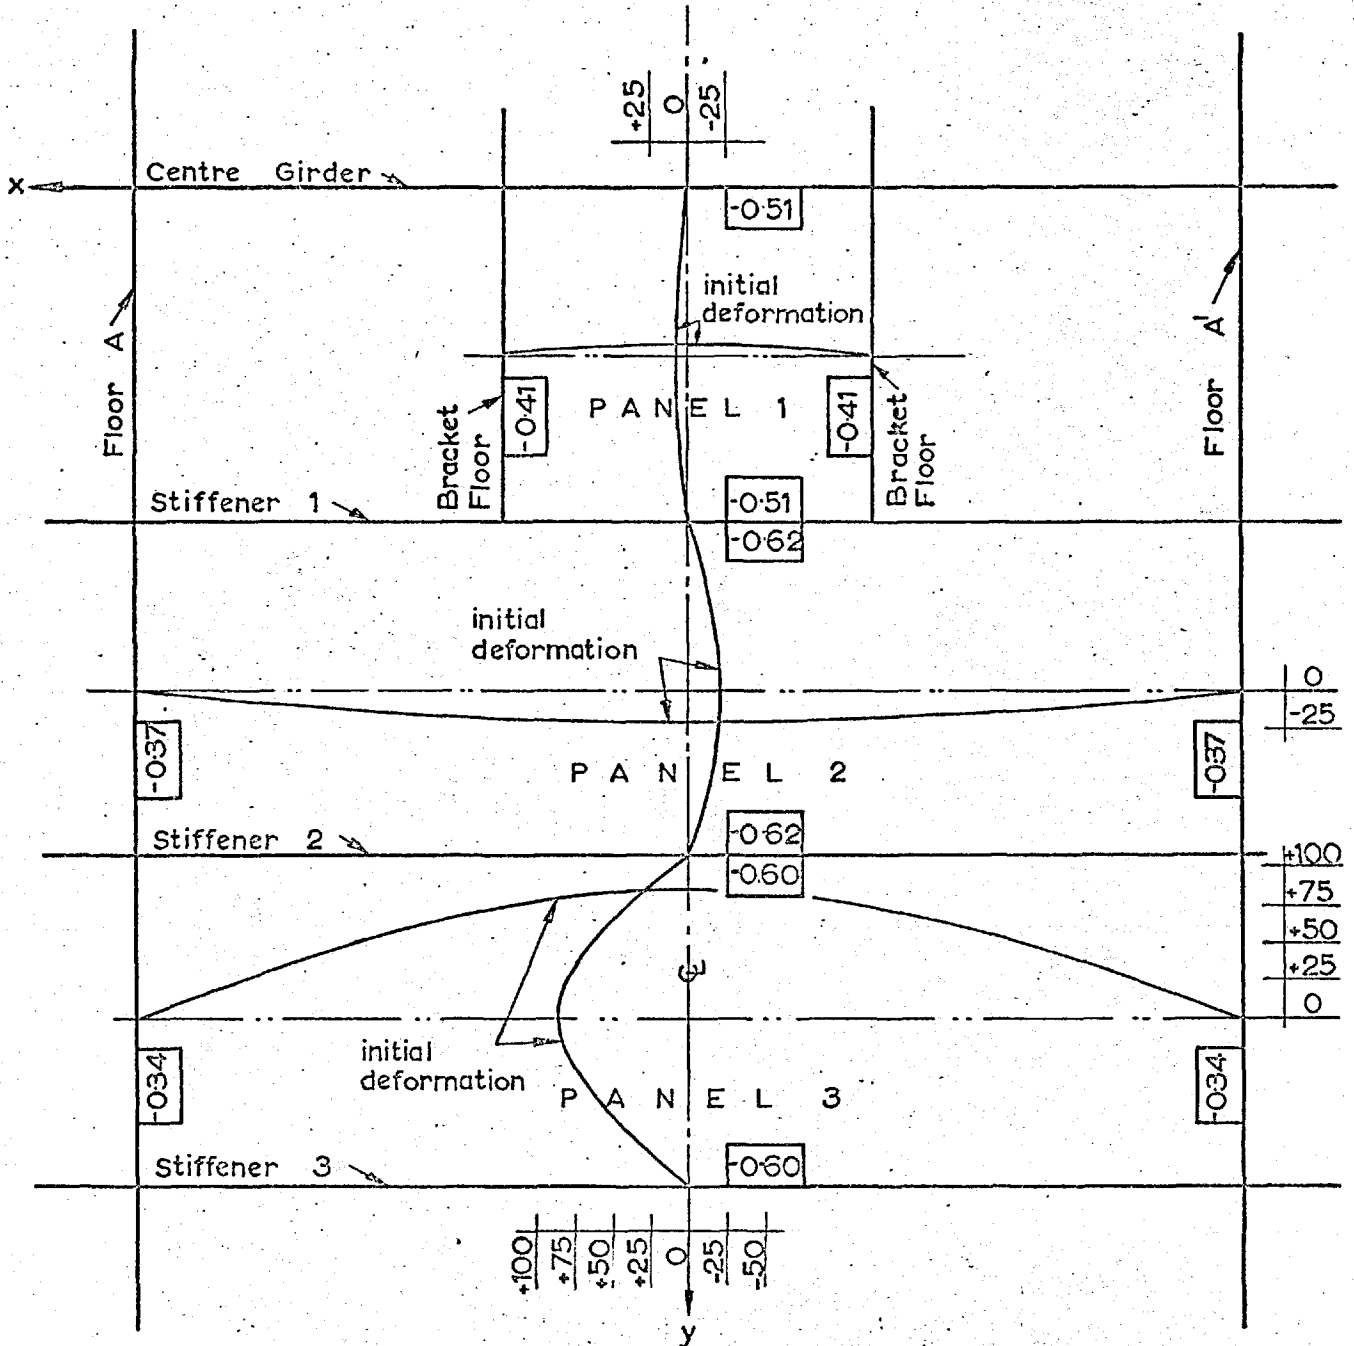 +25
0
-25
x
Centre Girder
-0·51
initial
deformation
Floor A
Floor A'
Bracket
Floor
-0·41
PANEL 1
-0·41
Bracket
Floor
Stiffener 1
-0·51
-0·62
initial
deformation
0
-25
-0·37
PANEL 2
-0·37
Stiffener 2
-0·62
-0·60
+100
+75
+50
+25
0
℄
initial
deformation
-0·34
PANEL 3
-0·34
Stiffener 3
-0·60
+100
+75
+50
+25
0
-25
-50
y